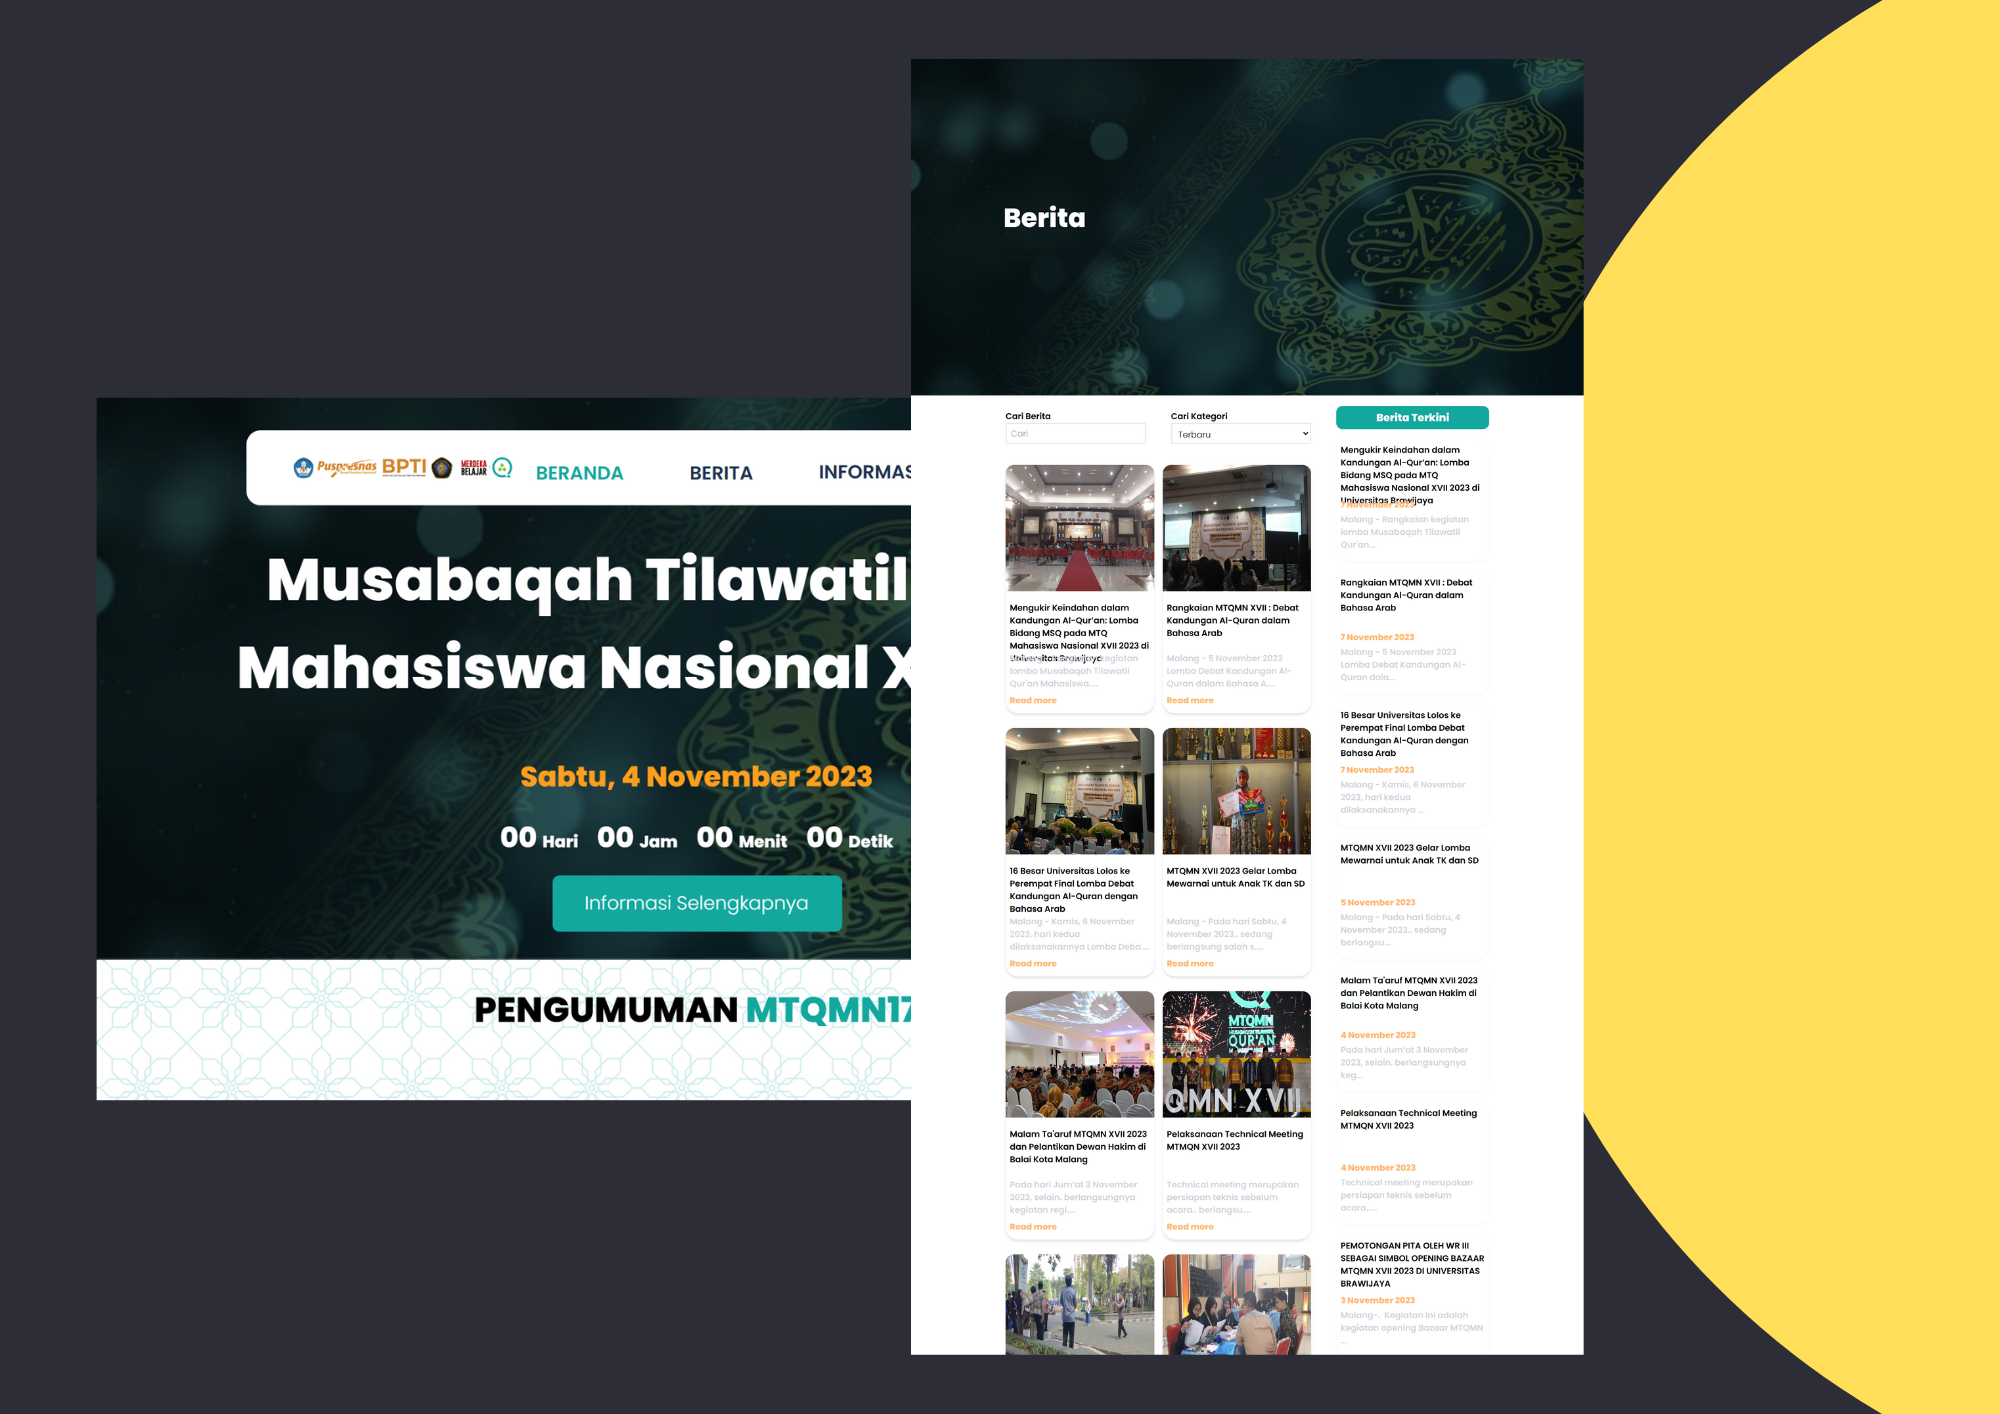 Puspresnas BPTI MERDEKA BELAJAR
BERANDA
BERITA
INFORMAS
Musabaqah Tilawatil
Mahasiswa Nasional X
Sabtu, 4 November 2023
00 Hari 00 Jam 00 Menit 00 Detik
Informasi Selengkapnya
PENGUMUMAN MTQMN17
Berita
Cari Berita
Cari
Cari Kategori
Terbaru
Mengukir Keindahan dalam
Kandungan Al-Qur'an: Lomba
Bidang MSQ pada MTQ
Mahasiswa Nasional XVII 2023 di
Universitas Brawijaya
kegiatan
lomba Musabaqah Tilawatil
Qur'an Mahasiswa....
Read more
Rangkaian MTQMN XVII : Debat
Kandungan Al-Quran dalam
Bahasa Arab
Malang - 5 November 2023
Lomba Debat Kandungan Al-
Quran dalam Bahasa A....
Read more
16 Besar Universitas Lolos ke
Perempat Final Lomba Debat
Kandungan Al-Quran dengan
Bahasa Arab
Malang - Kamis, 6 November
2023, hari kedua
dilaksanakannya Lomba Deba....
Read more
MTQMN XVII 2023 Gelar Lomba
Mewarnai untuk Anak TK dan SD
Malang - Pada hari Sabtu, 4
November 2023.. sedang
berlangsung salah s....
Read more
MTQMN
QUR'AN
QMN XVII
Malam Ta'aruf MTQMN XVII 2023
dan Pelantikan Dewan Hakim di
Balai Kota Malang
Pada hari Jum'at 3 November
2023, selain. berlangsungnya
kegiatan regi....
Read more
Pelaksanaan Technical Meeting
MTMQN XVII 2023
Technical meeting merupakan
persiapan teknis sebelum
acara.. berlangsu....
Read more
Berita Terkini
Mengukir Keindahan dalam
Kandungan Al-Qur'an: Lomba
Bidang MSQ pada MTQ
Mahasiswa Nasional XVII 2023 di
Universitas Brawijaya
7 November 2023
Malang - Rangkaian kegiatan
lomba Musabaqah Tilawatil
Qur'an...
Rangkaian MTQMN XVII : Debat
Kandungan Al-Quran dalam
Bahasa Arab
7 November 2023
Malang - 5 November 2023
Lomba Debat Kandungan Al-
Quran dala...
16 Besar Universitas Lolos ke
Perempat Final Lomba Debat
Kandungan Al-Quran dengan
Bahasa Arab
7 November 2023
Malang - Kamis, 6 November
2023, hari kedua
dilaksanakannya ...
MTQMN XVII 2023 Gelar Lomba
Mewarnai untuk Anak TK dan SD
5 November 2023
Malang - Pada hari Sabtu, 4
November 2023.. sedang
berlangsu...
Malam Ta'aruf MTQMN XVII 2023
dan Pelantikan Dewan Hakim di
Balai Kota Malang
4 November 2023
Pada hari Jum'at 3 November
2023, selain. berlangsungnya
keg...
Pelaksanaan Technical Meeting
MTMQN XVII 2023
4 November 2023
Technical meeting merupakan
persiapan teknis sebelum
acara.....
PEMOTONGAN PITA OLEH WR III
SEBAGAI SIMBOL OPENING BAZAAR
MTQMN XVII 2023 DI UNIVERSITAS
BRAWIJAYA
3 November 2023
Malang-. Kegiatan ini adalah
kegiatan opening Bazaar MTQMN
...